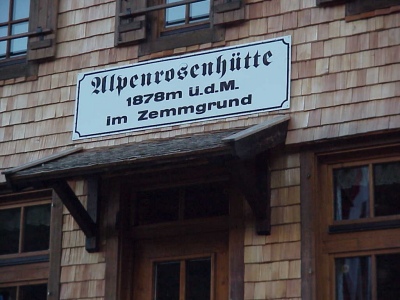 Alpenrosenhütte
1878m ü.d.M.
im Zemmgrund